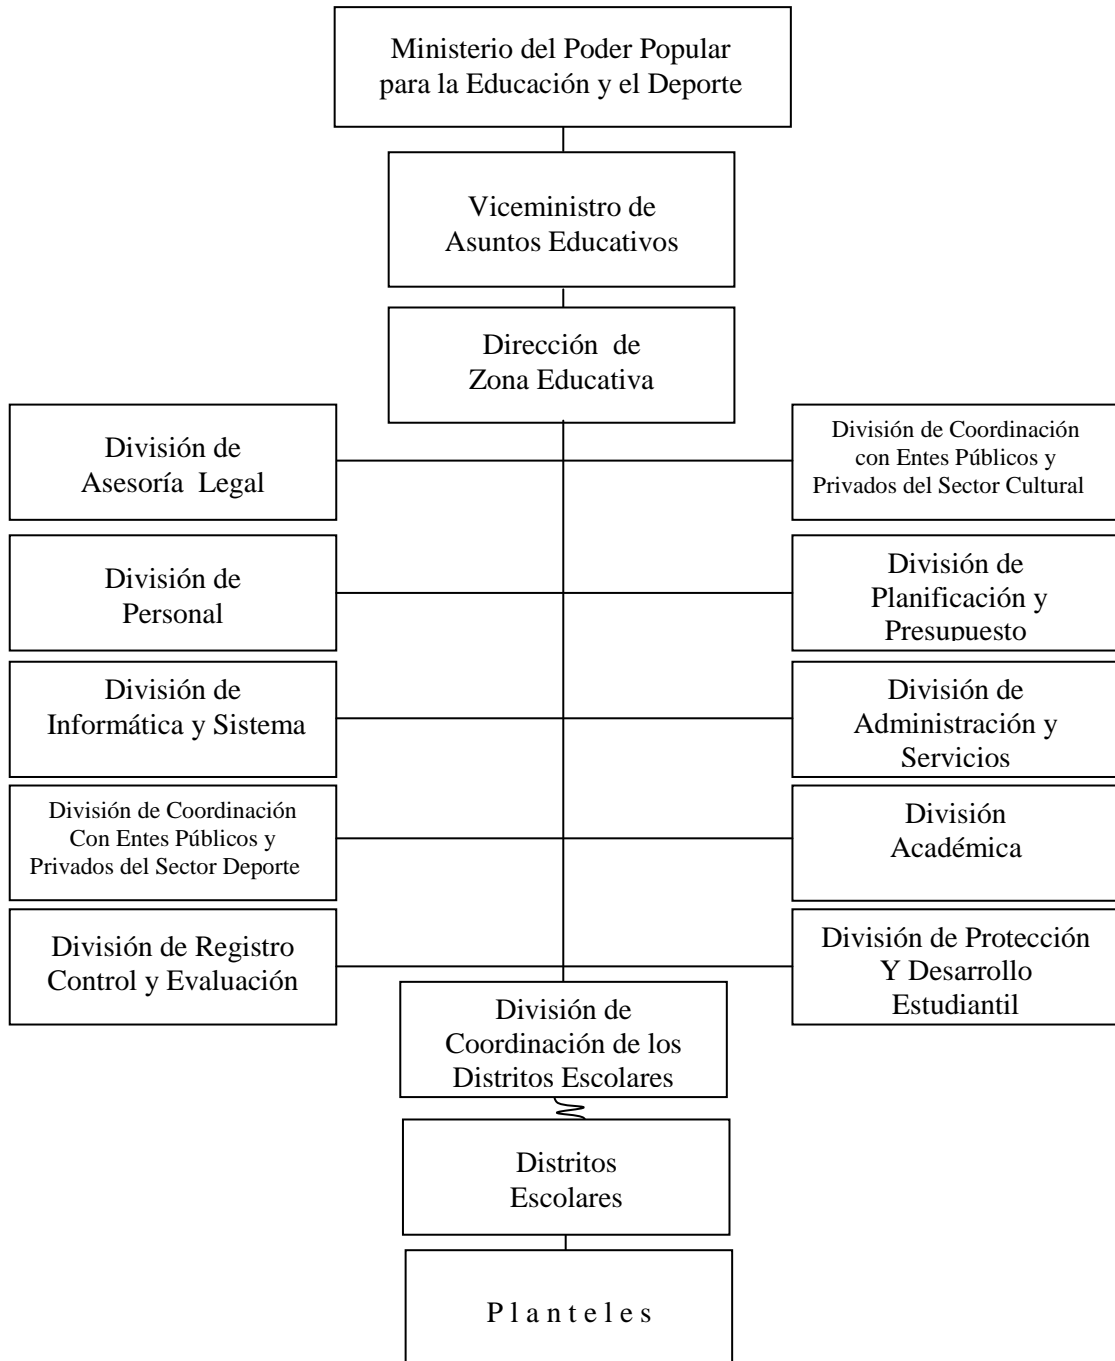 Ministerio del Poder Popular
para la Educación y el Deporte
Viceministro de
Asuntos Educativos
Dirección de
Zona Educativa
División de
Asesoría Legal
División de Coordinación
con Entes Públicos y
Privados del Sector Cultural
División de
Personal
División de
Planificación y
Presupuesto
División de
Informática y Sistema
División de
Administración y
Servicios
División de Coordinación
Con Entes Públicos y
Privados del Sector Deporte
División
Académica
División de Registro
Control y Evaluación
División de Protección
Y Desarrollo
Estudiantil
División de
Coordinación de los
Distritos Escolares
Distritos
Escolares
P l a n t e l e s